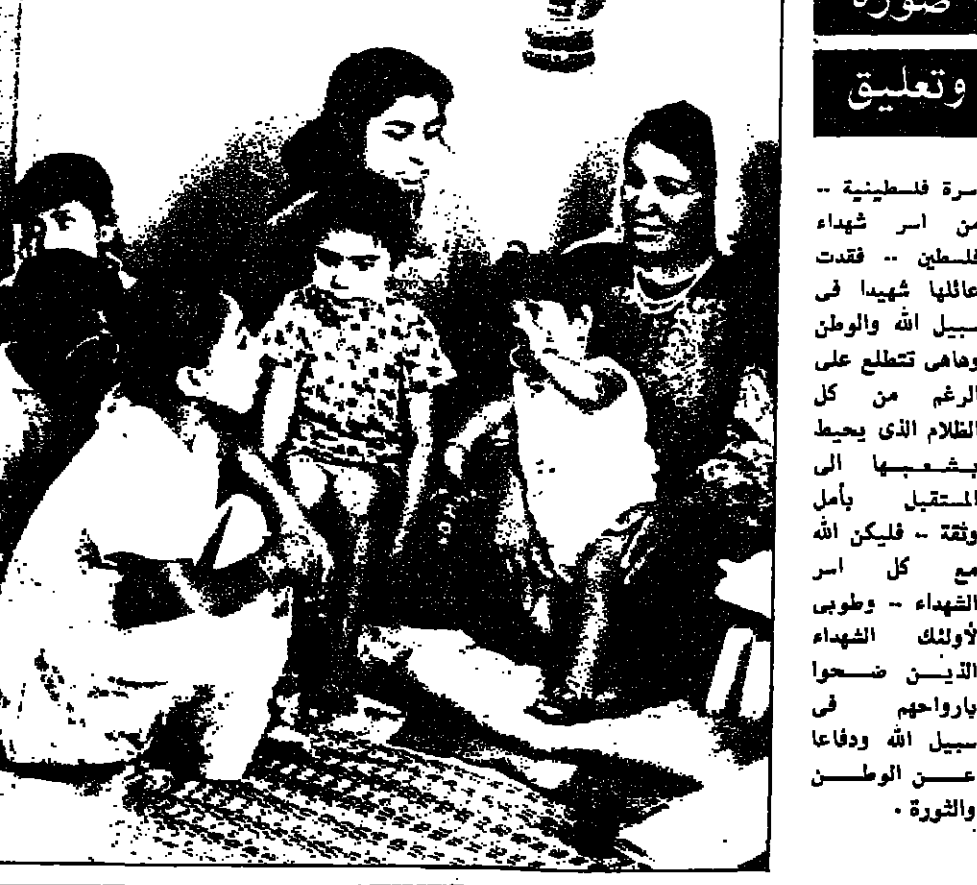 صورة
وتعليق
سرة فلسطينية ..
من اسر شهداء
فلسطين .. فقدت
عائلها شهيدا فى
سبيل الله والوطن
وهاهى تتطلع على
الرغم من كل
الظلام الذى يحيط
بشعبها الى
المستقبل بأمل
وثقة .. فليكن الله
مع كل اسر
الشهداء .. وطوبى
لأولئك الشهداء
الذين ضحوا
بارواحهم فى
سبيل الله ودفاعا
عن الوطن
والثورة .